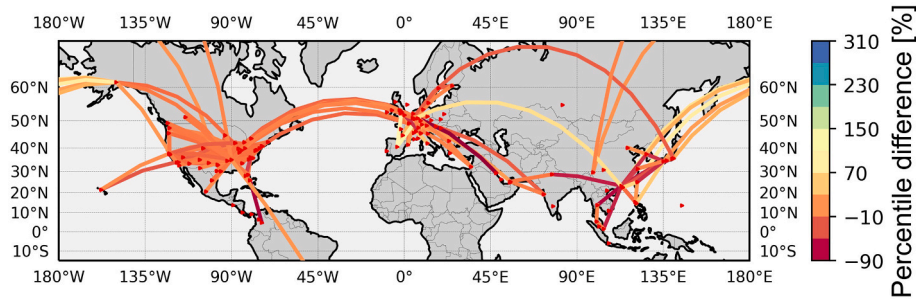 180°W 135°W 90°W 45°W 0° 45°E 90°E 135°E 180°E
60°N 60°N
50°N 50°N
40°N 40°N
30°N 30°N
20°N 20°N
10°N 10°N
0° 0°
10°S 10°S
180°W 135°W 90°W 45°W 0° 45°E 90°E 135°E 180°E
310
230
150
70
−10
−90
Percentile difference [%]